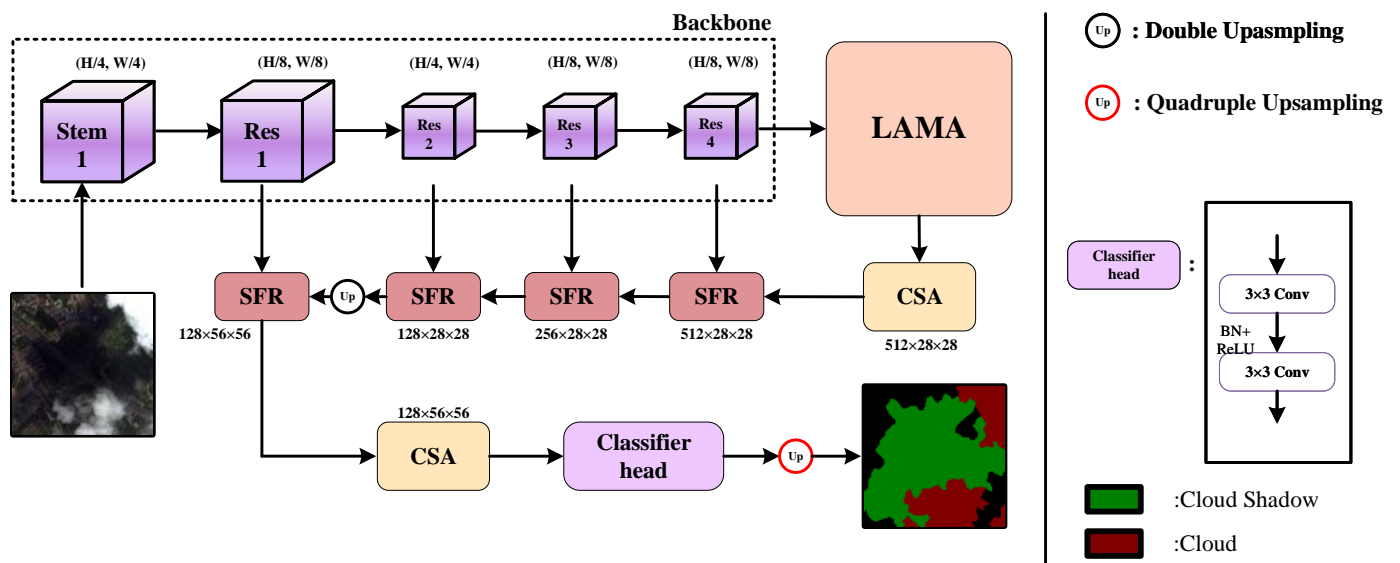 Backbone
(H/4, W/4)
(H/8, W/8)
(H/4, W/4)
(H/8, W/8)
(H/8, W/8)
Stem
1
Res
1
Res
2
Res
3
Res
4
LAMA
SFR
Up
SFR
SFR
SFR
CSA
128×56×56
128×28×28
256×28×28
512×28×28
512×28×28
128×56×56
CSA
Classifier
head
Up
Up
: Double Upasmpling
Up
: Quadruple Upsampling
Classifier
head
:
3×3 Conv
BN+
ReLU
3×3 Conv
:Cloud Shadow
:Cloud